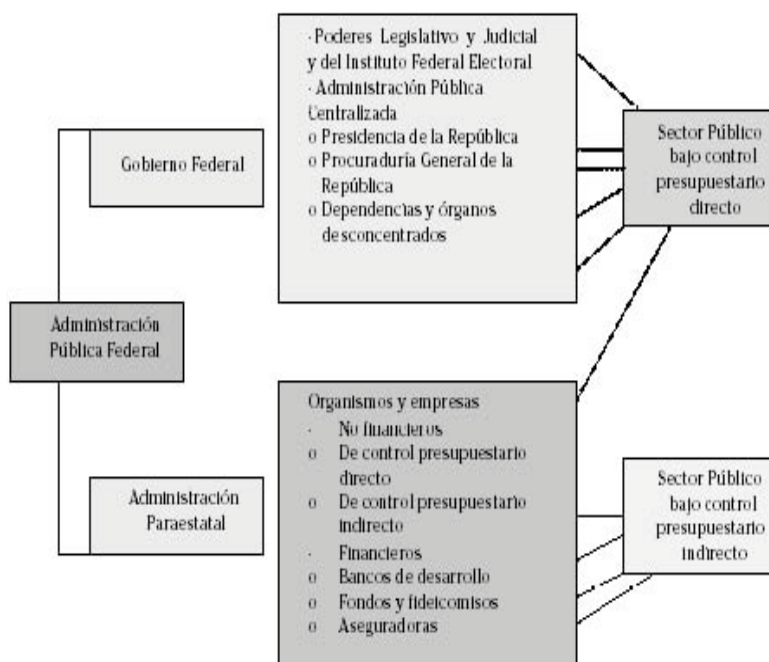 · Poderes Legislativo y Judicial
y del Instituto Federal Electoral
· Administración Pública
Centralizada
o Presidencia de la República
o Procuraduría General de la
República
o Dependencias y órganos
desconcentrados
Gobierno Federal
Sector Público
bajo control
presupuestario
directo
Administración
Pública Federal
Organismos y empresas
· No financieros
o De control presupuestario
directo
o De control presupuestario
indirecto
· Financieros
o Bancos de desarrollo
o Fondos y fideicomisos
o Aseguradoras
Administración
Paraestatal
Sector Público
bajo control
presupuestario
indirecto